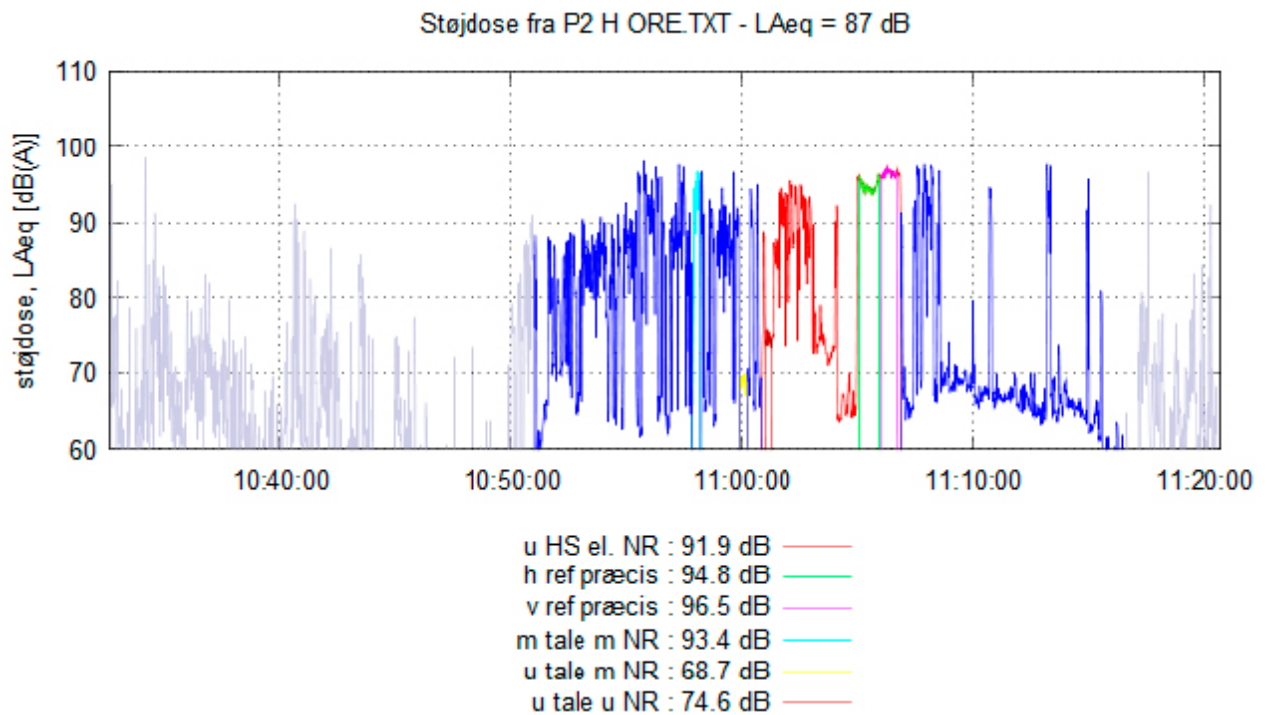 Støjdose fra P2 H ORE.TXT - LAeq = 87 dB
110
100
90
80
70
60
støjdose, LAeq [dB(A)]
10:40:00 10:50:00 11:00:00 11:10:00 11:20:00
u HS el. NR : 91.9 dB
h ref præcis : 94.8 dB
v ref præcis : 96.5 dB
m tale m NR : 93.4 dB
u tale m NR : 68.7 dB
u tale u NR : 74.6 dB